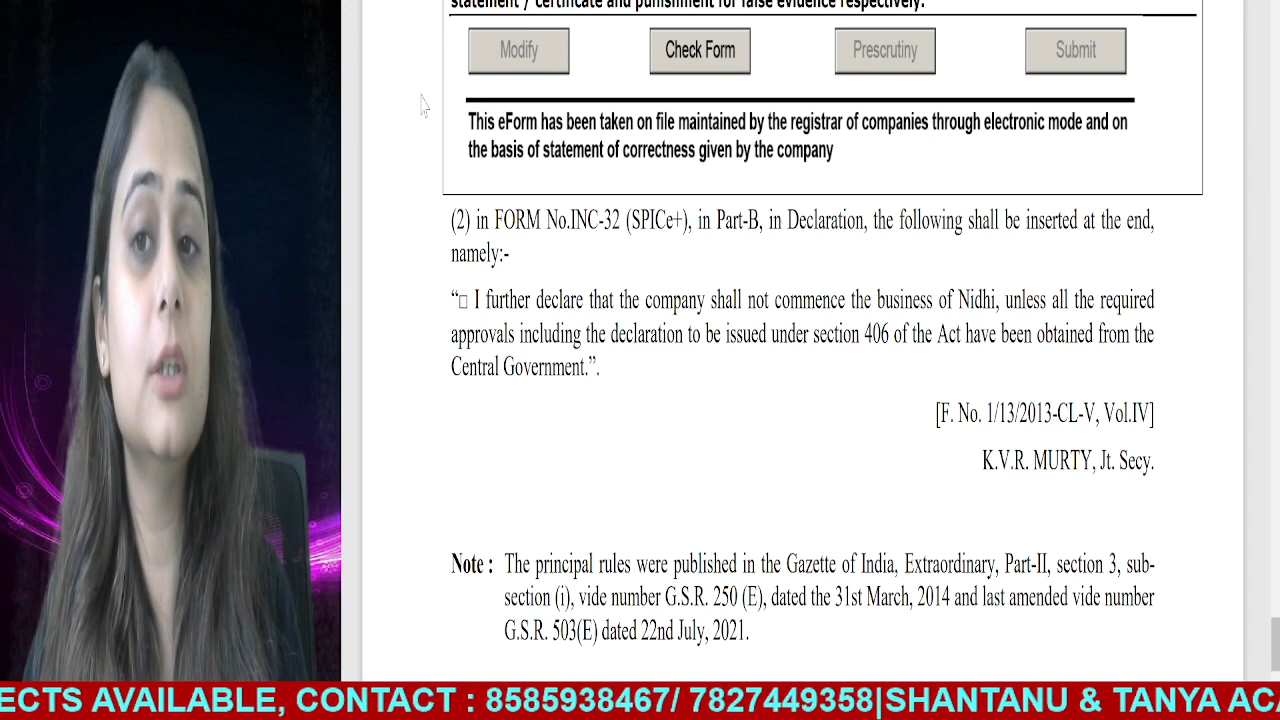 statement / certificate and punishment for false evidence respectively.
Modify
Check Form
Prescrutiny
Submit
This eForm has been taken on file maintained by the registrar of companies through electronic mode and on
the basis of statement of correctness given by the company
(2) in FORM No.INC-32 (SPICe+), in Part-B, in Declaration, the following shall be inserted at the end,
namely:-
“□ I further declare that the company shall not commence the business of Nidhi, unless all the required
approvals including the declaration to be issued under section 406 of the Act have been obtained from the
Central Government.”.
[F. No. 1/13/2013-CL-V, Vol.IV]
K.V.R. MURTY, Jt. Secy.
Note : The principal rules were published in the Gazette of India, Extraordinary, Part-II, section 3, sub-
section (i), vide number G.S.R. 250 (E), dated the 31st March, 2014 and last amended vide number
G.S.R. 503(E) dated 22nd July, 2021.
ECTS AVAILABLE, CONTACT : 8585938467/ 7827449358|SHANTANU & TANYA ACA